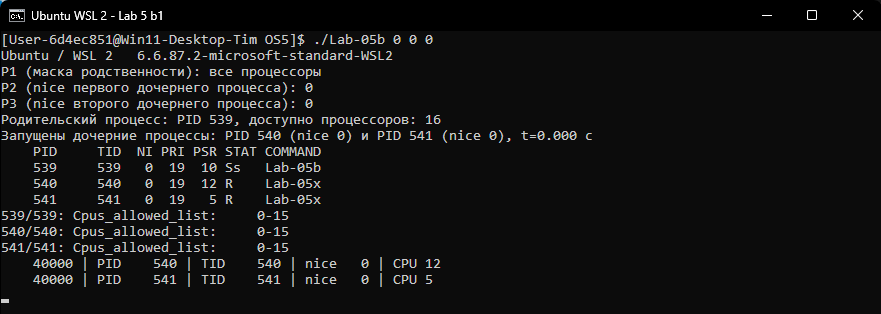 Ubuntu WSL 2 - Lab 5 b1
[User-6d4ec851@Win11-Desktop-Tim OS5]$ ./Lab-05b 0 0 0
Ubuntu / WSL 2   6.6.87.2-microsoft-standard-WSL2
P1 (маска родственности): все процессоры
P2 (nice первого дочернего процесса): 0
P3 (nice второго дочернего процесса): 0
Родительский процесс: PID 539, доступно процессоров: 16
Запущены дочерние процессы: PID 540 (nice 0) и PID 541 (nice 0), t=0.000 с
    PID     TID  NI PRI PSR STAT COMMAND
    539     539   0  19  10 Ss   Lab-05b
    540     540   0  19  12 R    Lab-05x
    541     541   0  19   5 R    Lab-05x
539/539: Cpus_allowed_list:     0-15
540/540: Cpus_allowed_list:     0-15
541/541: Cpus_allowed_list:     0-15
    40000 | PID    540 | TID    540 | nice   0 | CPU 12
    40000 | PID    541 | TID    541 | nice   0 | CPU 5